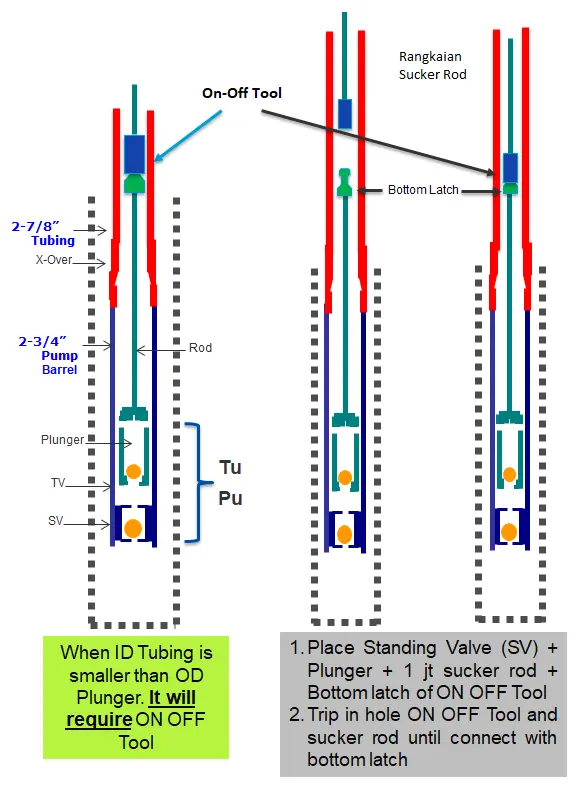 Rangkaian
Sucker Rod
On-Off Tool
Bottom Latch
2-7/8”
Tubing
X-Over
2-3/4”
Pump
Barrel
Rod
Plunger
TV
SV
Tu
Pu
When ID Tubing is
smaller than OD
Plunger. It will
require ON OFF
Tool
1. Place Standing Valve (SV) +
Plunger + 1 jt sucker rod +
Bottom latch of ON OFF Tool
2. Trip in hole ON OFF Tool and
sucker rod until connect with
bottom latch